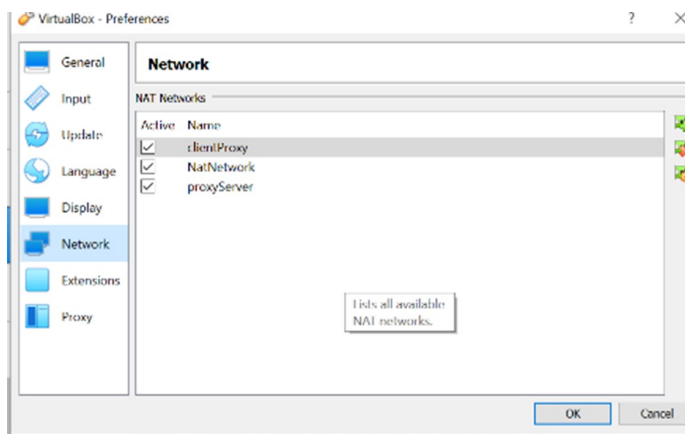 VirtualBox - Preferences
?
General
Network
Input
NAT Networks
Active Name
Update
clientProxy
Language
NatNetwork
proxyServer
Display
Network
Extensions
Lists all available
NAT networks.
Proxy
OK
Cancel